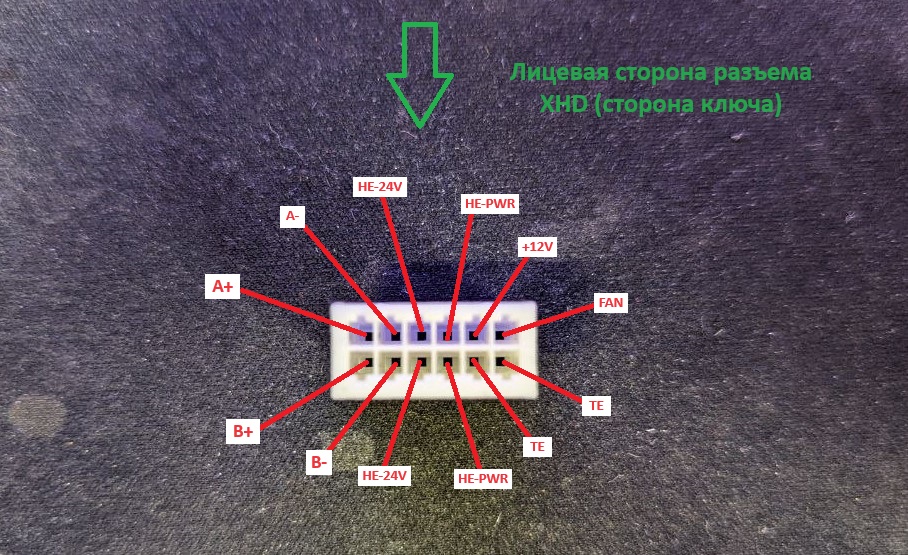 Лицевая сторона разъема
XHD (сторона ключа)
HE-24V
HE-PWR
A-
+12V
A+
FAN
TE
B+
TE
B-
HE-24V
HE-PWR